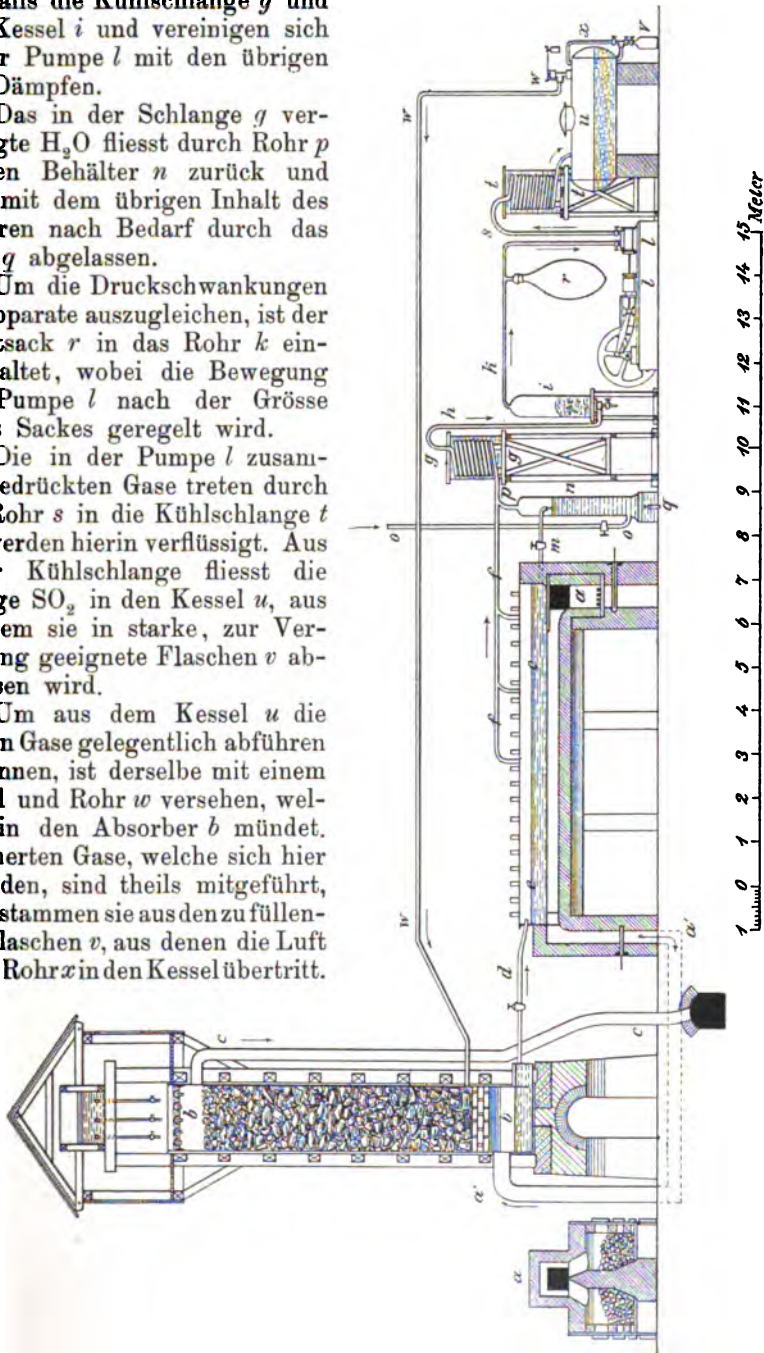 alls die Kühlschlange g und
Kessel i und vereinigen sich
r Pumpe l mit den übrigen
Dämpfen.
Das in der Schlange g ver-
gte H₂O fliesst durch Rohr p
en Behälter n zurück und
mit dem übrigen Inhalt des
ren nach Bedarf durch das
q abgelassen.
Um die Druckschwankungen
pparate auszugleichen, ist der
tsack r in das Rohr k ein-
altet, wobei die Bewegung
Pumpe l nach der Grösse
s Sackes geregelt wird.
Die in der Pumpe l zusam-
edrückten Gase treten durch
Rohr s in die Kühlschlange t
verden hierin verflüssigt. Aus
r Kühlschlange fliesst die
ge SO₂ in den Kessel u, aus
em sie in starke, zur Ver-
ng geeignete Flaschen v ab-
sen wird.
Um aus dem Kessel u die
n Gase gelegentlich abführen
nnen, ist derselbe mit einem
l und Rohr w versehen, wel-
in den Absorber b mündet.
nerten Gase, welche sich hier
den, sind theils mitgeführt,
stammen sie aus den zu füllen-
laschen v, aus denen die Luft
Rohr x in den Kessel übertritt.
a
a'
b
b
c
c
d
a'
e
e
f
f
a
m
o
o
p
n
q
g
g
h
i
k
r
l
l
s
t
t
u
w
w
w
x
v
1 0 1 2 3 4 5 6 7 8 9 10 11 12 13 14 15 Meter